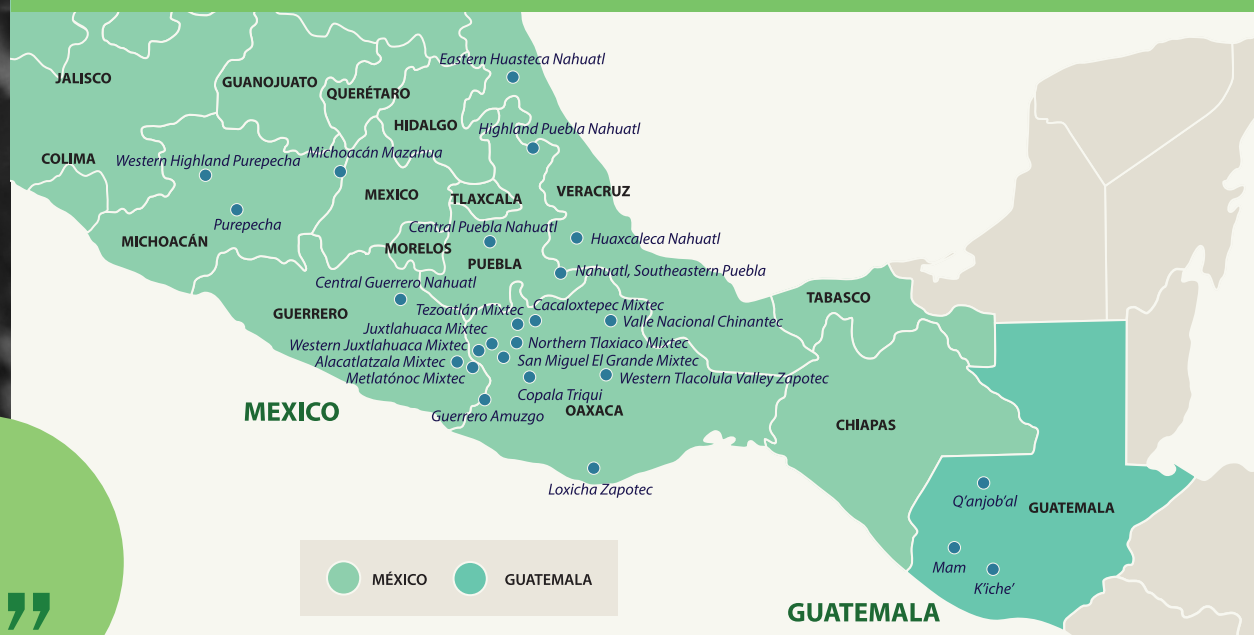 Eastern Huasteca Nahuatl
JALISCO
GUANOJUATO
QUERÉTARO
HIDALGO
Highland Puebla Nahuatl
COLIMA
Western Highland Purepecha
Michoacán Mazahua
MEXICO
TLAXCALA
VERACRUZ
Purepecha
MICHOACÁN
Central Puebla Nahuatl
MORELOS
PUEBLA
Huaxcaleca Nahuatl
Nahuatl, Southeastern Puebla
Central Guerrero Nahuatl
TABASCO
GUERRERO
Tezoatlán Mixtec
Cacaloxtepec Mixtec
Valle Nacional Chinantec
Juxtlahuaca Mixtec
Western Juxtlahuaca Mixtec
Northern Tlaxiaco Mixtec
Alacatlatzala Mixtec
San Miguel El Grande Mixtec
Metlatónoc Mixtec
Western Tlacolula Valley Zapotec
Copala Triqui
MEXICO
Guerrero Amuzgo
OAXACA
CHIAPAS
Loxicha Zapotec
Q'anjob'al
GUATEMALA
Mam
K'iche'
MÉXICO
GUATEMALA
GUATEMALA
”